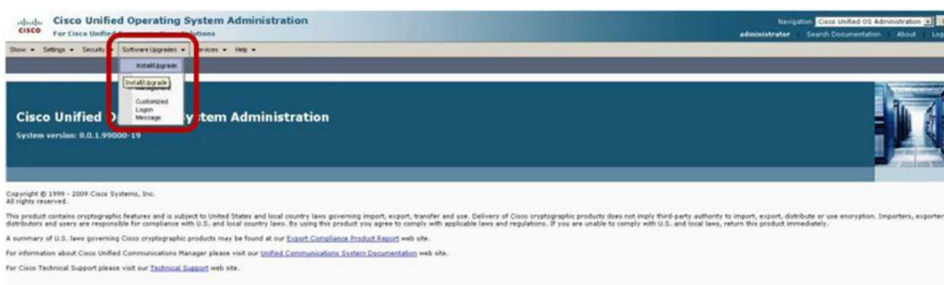 Cisco Unified Operating System Administration
CISCO For Cisco Unified Solutions
Navigation Cisco Unified OS Administration
administrator Search Documentation About Log
Show Settings Security Software Upgrades Services Help
Install/Upgrade
Install/Upgrade
Management
Customized
Logon
Message
Cisco Unified System Administration
System version: 8.0.1.99000-19
Copyright © 1999 - 2009 Cisco Systems, Inc.
All rights reserved.
This product contains cryptographic features and is subject to United States and local country laws governing import, export, transfer and use. Delivery of Cisco cryptographic products does not imply third-party authority to import, export, distribute or use encryption. Importers, exporte
distributors and users are responsible for compliance with U.S. and local country laws. By using this product you agree to comply with applicable laws and regulations. If you are unable to comply with U.S. and local laws, return this product immediately.
A summary of U.S. laws governing Cisco cryptographic products may be found at our Export Compliance Product Report web site.
For information about Cisco Unified Communications Manager please visit our Unified Communications System Documentation web site.
For Cisco Technical Support please visit our Technical Support web site.